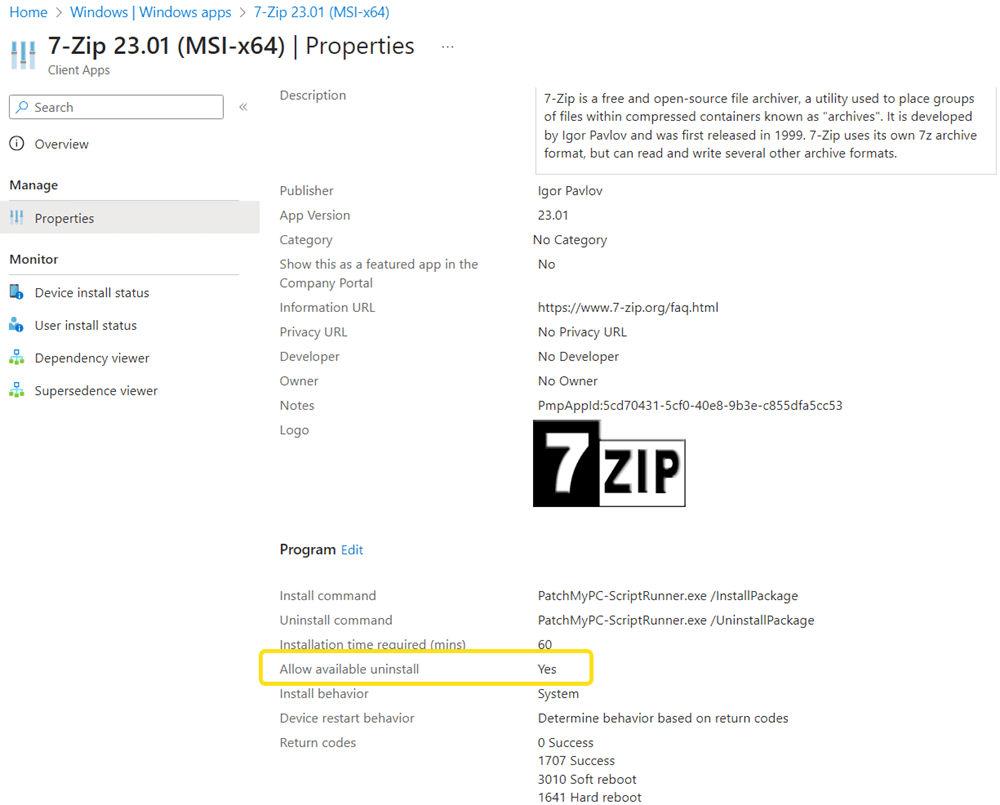 Home > Windows | Windows apps > 7-Zip 23.01 (MSI-x64)
7-Zip 23.01 (MSI-x64) | Properties ...
Client Apps
Search «
Overview
Manage
Properties
Monitor
Device install status
User install status
Dependency viewer
Supersedence viewer
Description
7-Zip is a free and open-source file archiver, a utility used to place groups
of files within compressed containers known as "archives". It is developed
by Igor Pavlov and was first released in 1999. 7-Zip uses its own 7z archive
format, but can read and write several other archive formats.
Publisher Igor Pavlov
App Version 23.01
Category No Category
Show this as a featured app in the No
Company Portal
Information URL https://www.7-zip.org/faq.html
Privacy URL No Privacy URL
Developer No Developer
Owner No Owner
Notes PmpAppId:5cd70431-5cf0-40e8-9b3e-c855dfa5cc53
Logo
7 ZIP
Program Edit
Install command PatchMyPC-ScriptRunner.exe /InstallPackage
Uninstall command PatchMyPC-ScriptRunner.exe /UninstallPackage
Installation time required (mins) 60
Allow available uninstall Yes
Install behavior System
Device restart behavior Determine behavior based on return codes
Return codes 0 Success
1707 Success
3010 Soft reboot
1641 Hard reboot